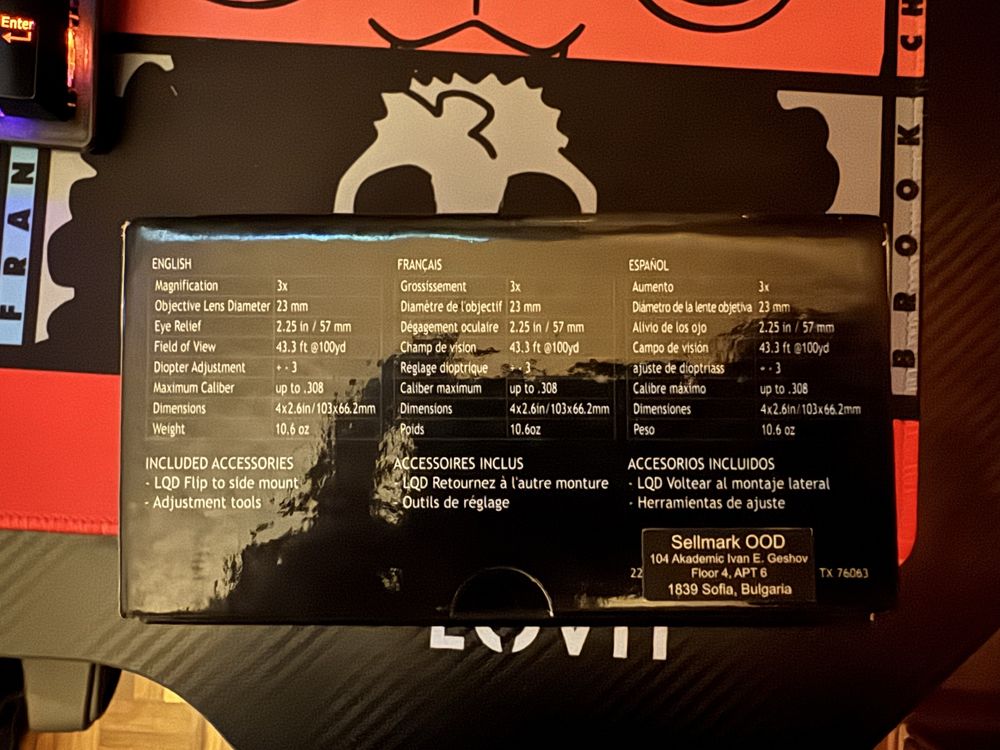 Enter
FRAN
CH
BROOK
ENGLISH
Magnification 3x
Objective Lens Diameter 23 mm
Eye Relief 2.25 in / 57 mm
Field of View 43.3 ft @100yd
Diopter Adjustment + - 3
Maximum Caliber up to .308
Dimensions 4x2.6in/103x66.2mm
Weight 10.6 oz
INCLUDED ACCESSORIES
- LQD Flip to side mount
- Adjustment tools
FRANÇAIS
Grossissement 3x
Diamètre de l'objectif 23 mm
Dégagement oculaire 2.25 in / 57 mm
Champ de vision 43.3 ft @100yd
Réglage dioptrique + - 3
Caliber maximum up to .308
Dimensions 4x2.6in/103x66.2mm
Poids 10.6oz
ACCESSOIRES INCLUS
- LQD Retournez à l'autre monture
- Outils de réglage
ESPAÑOL
Aumento 3x
Diámetro de la lente objetiva 23 mm
Alivio de los ojo 2.25 in / 57 mm
Campo de visión 43.3 ft @100yd
ajuste de dioptriass + - 3
Calibre máximo up to .308
Dimensiones 4x2.6in/103x66.2mm
Peso 10.6 oz
ACCESORIOS INCLUIDOS
- LQD Voltear al montaje lateral
- Herramientas de ajuste
Sellmark OOD
104 Akademic Ivan E. Geshov
Floor 4, APT 6
1839 Sofia, Bulgaria
22
TX 76063